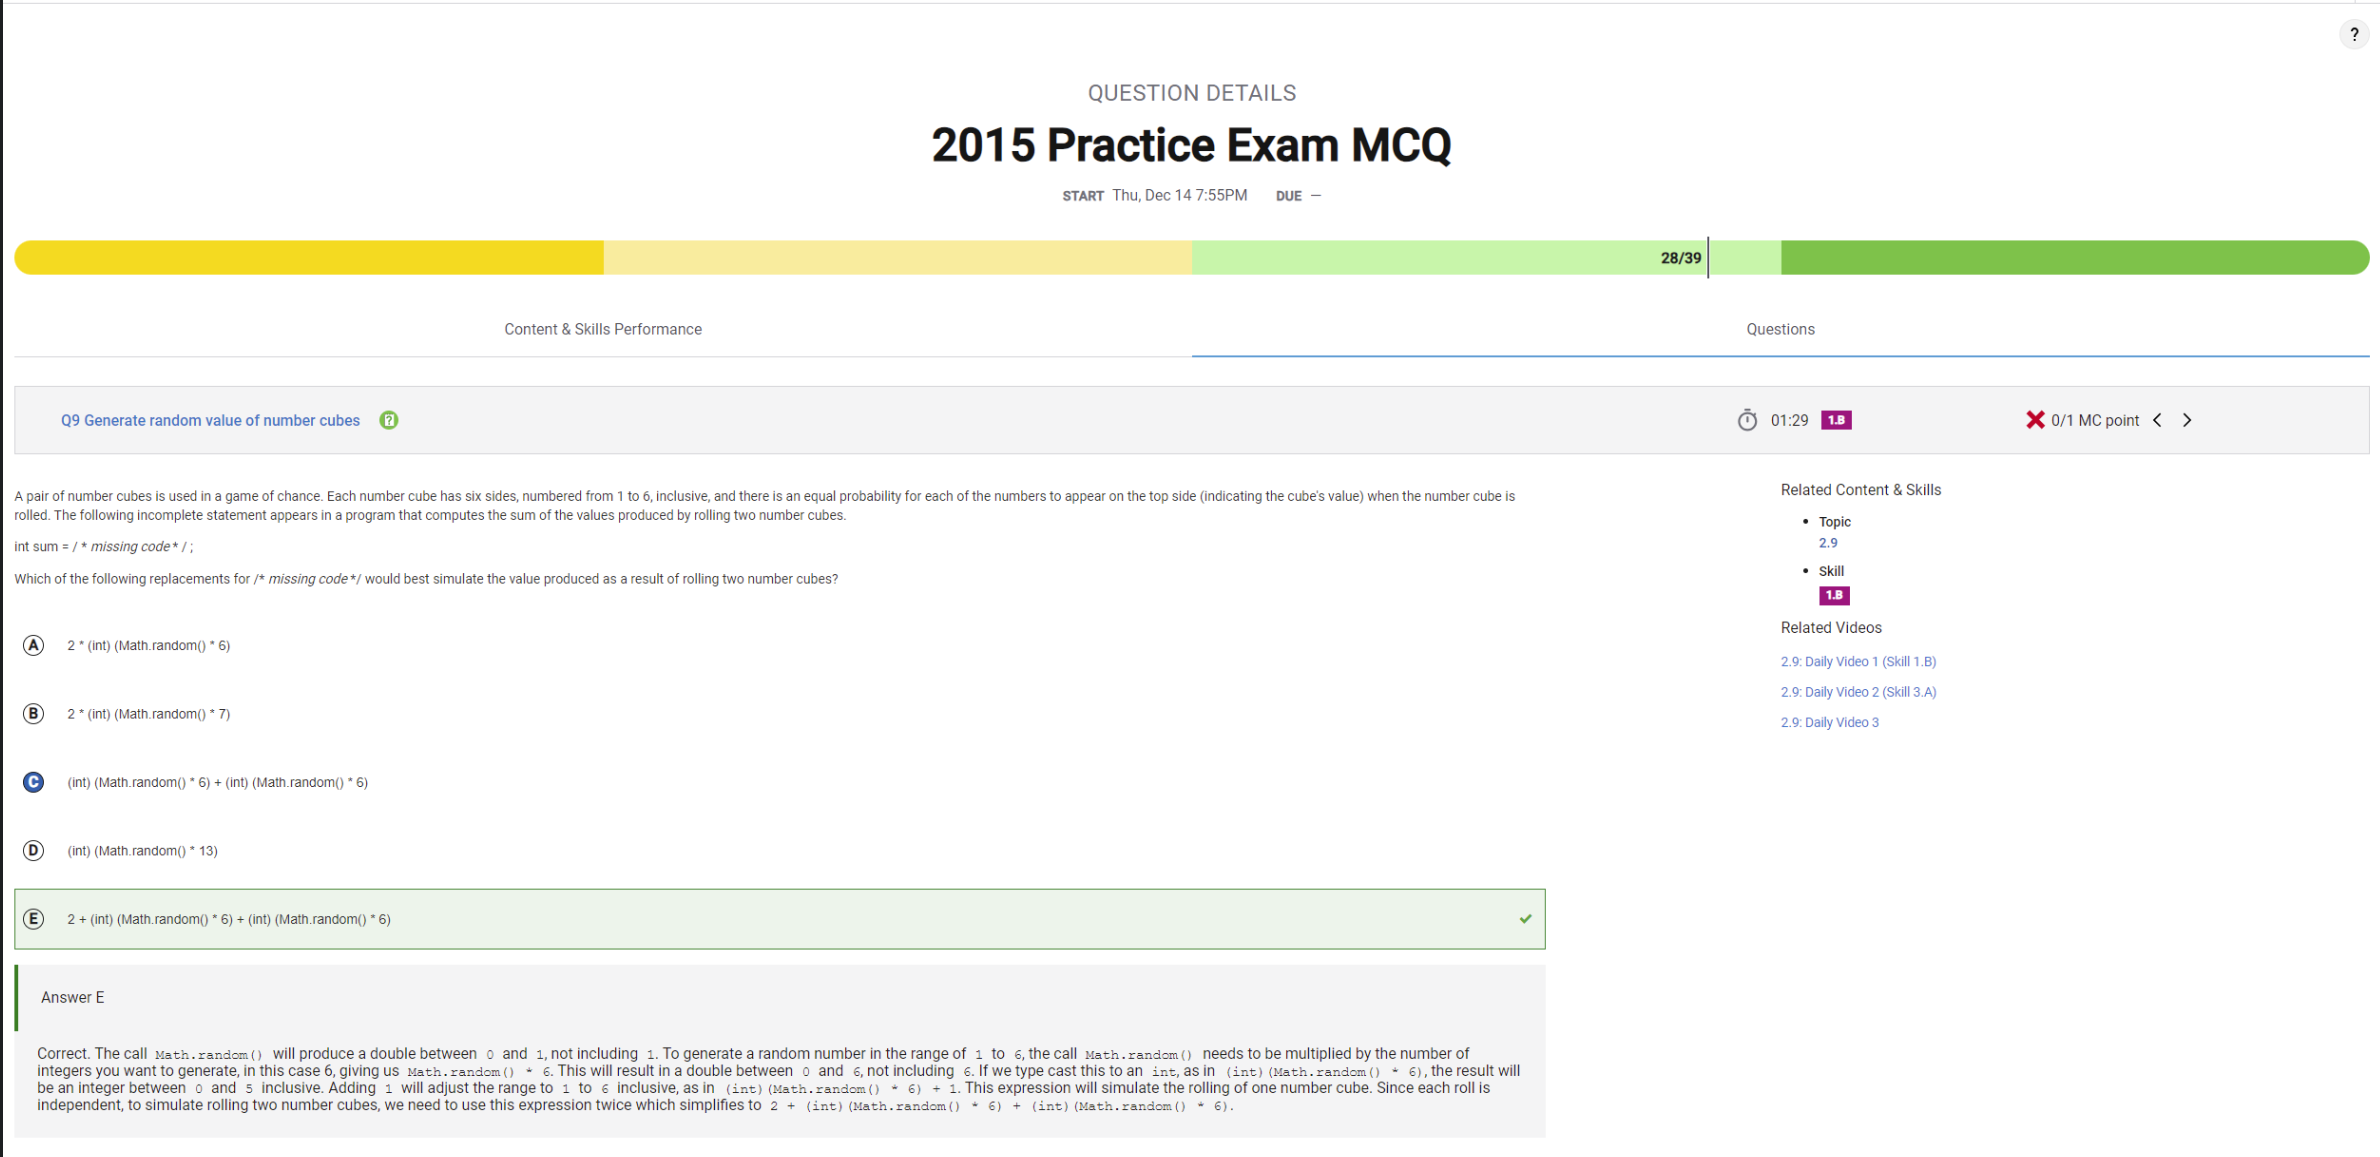 ?
QUESTION DETAILS
2015 Practice Exam MCQ
START Thu, Dec 14 7:55PM DUE —
28/39
Content & Skills Performance
Questions
Q9 Generate random value of number cubes
?
01:29 1.B
0/1 MC point < >
A pair of number cubes is used in a game of chance. Each number cube has six sides, numbered from 1 to 6, inclusive, and there is an equal probability for each of the numbers to appear on the top side (indicating the cube's value) when the number cube is
rolled. The following incomplete statement appears in a program that computes the sum of the values produced by rolling two number cubes.
int sum = / * missing code * / ;
Which of the following replacements for /* missing code */ would best simulate the value produced as a result of rolling two number cubes?
A 2 * (int) (Math.random() * 6)
B 2 * (int) (Math.random() * 7)
C (int) (Math.random() * 6) + (int) (Math.random() * 6)
D (int) (Math.random() * 13)
E 2 + (int) (Math.random() * 6) + (int) (Math.random() * 6)
Answer E
Correct. The call Math.random() will produce a double between 0 and 1, not including 1. To generate a random number in the range of 1 to 6, the call Math.random() needs to be multiplied by the number of
integers you want to generate, in this case 6, giving us Math.random() * 6. This will result in a double between 0 and 6, not including 6. If we type cast this to an int, as in (int)(Math.random() * 6), the result will
be an integer between 0 and 5 inclusive. Adding 1 will adjust the range to 1 to 6 inclusive, as in (int)(Math.random() * 6) + 1. This expression will simulate the rolling of one number cube. Since each roll is
independent, to simulate rolling two number cubes, we need to use this expression twice which simplifies to 2 + (int)(Math.random() * 6) + (int)(Math.random() * 6).
Related Content & Skills
• Topic
2.9
• Skill
1.B
Related Videos
2.9: Daily Video 1 (Skill 1.B)
2.9: Daily Video 2 (Skill 3.A)
2.9: Daily Video 3